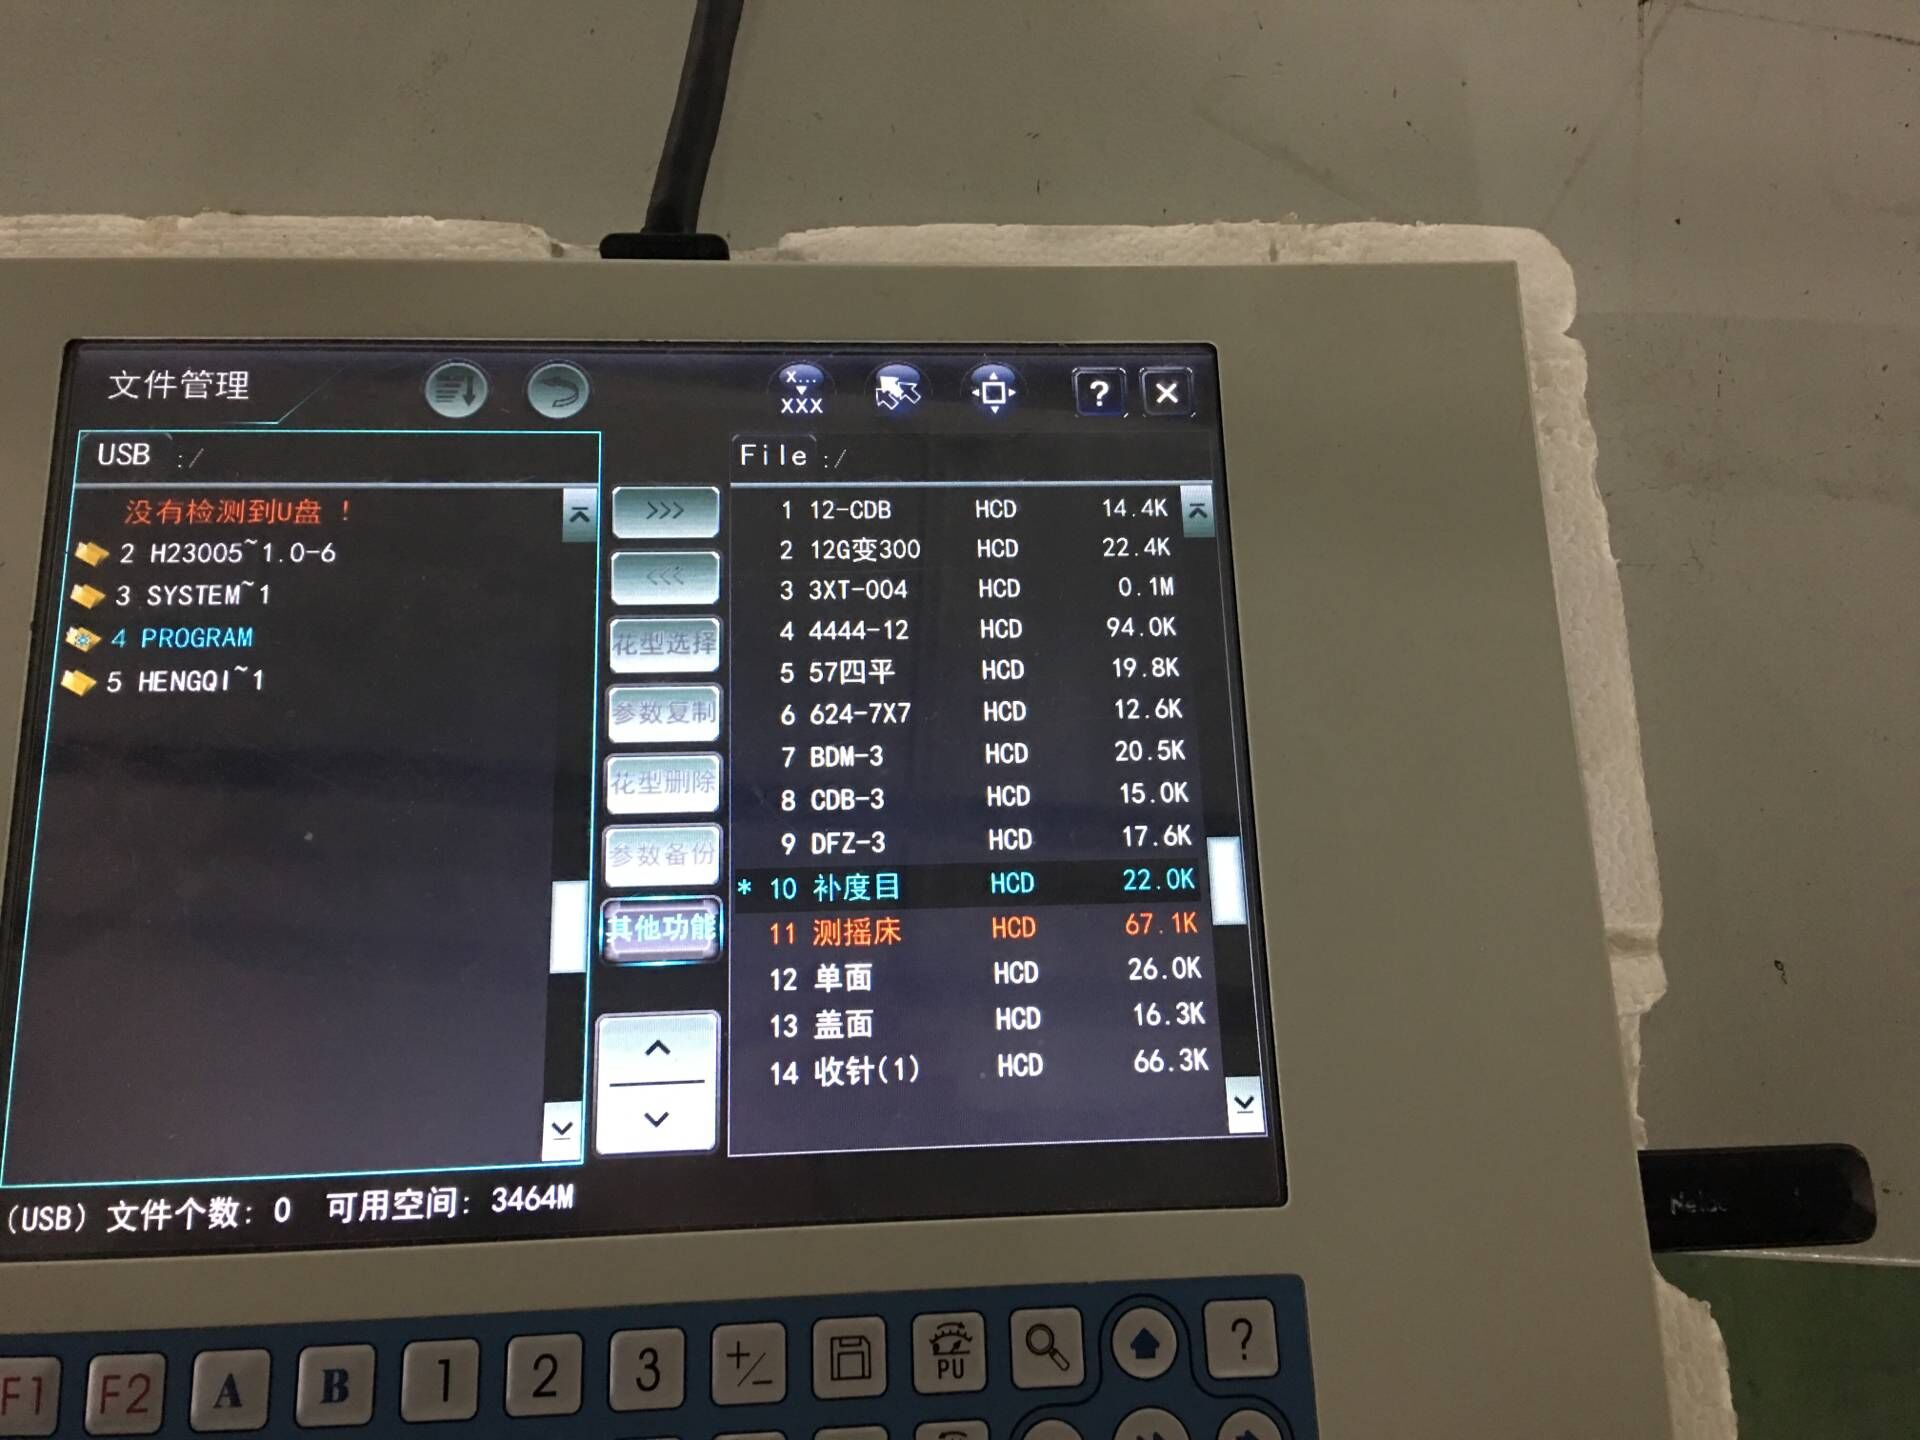 文件管理
x...
XXX
?
×
USB :/
没有检测到U盘 !
2 H23005~1.0-6
3 SYSTEM~1
4 PROGRAM
5 HENGQI~1
>>>
<<<
花型选择
参数复制
花型删除
参数备份
其他功能
File :/
1 12-CDB HCD 14.4K
2 12G变300 HCD 22.4K
3 3XT-004 HCD 0.1M
4 4444-12 HCD 94.0K
5 57四平 HCD 19.8K
6 624-7X7 HCD 12.6K
7 BDM-3 HCD 20.5K
8 CDB-3 HCD 15.0K
9 DFZ-3 HCD 17.6K
* 10 补度目 HCD 22.0K
11 测摇床 HCD 67.1K
12 单面 HCD 26.0K
13 盖面 HCD 16.3K
14 收针(1) HCD 66.3K
(USB) 文件个数: 0 可用空间: 3464M
F1 F2 A B 1 2 3 +/- PU ?